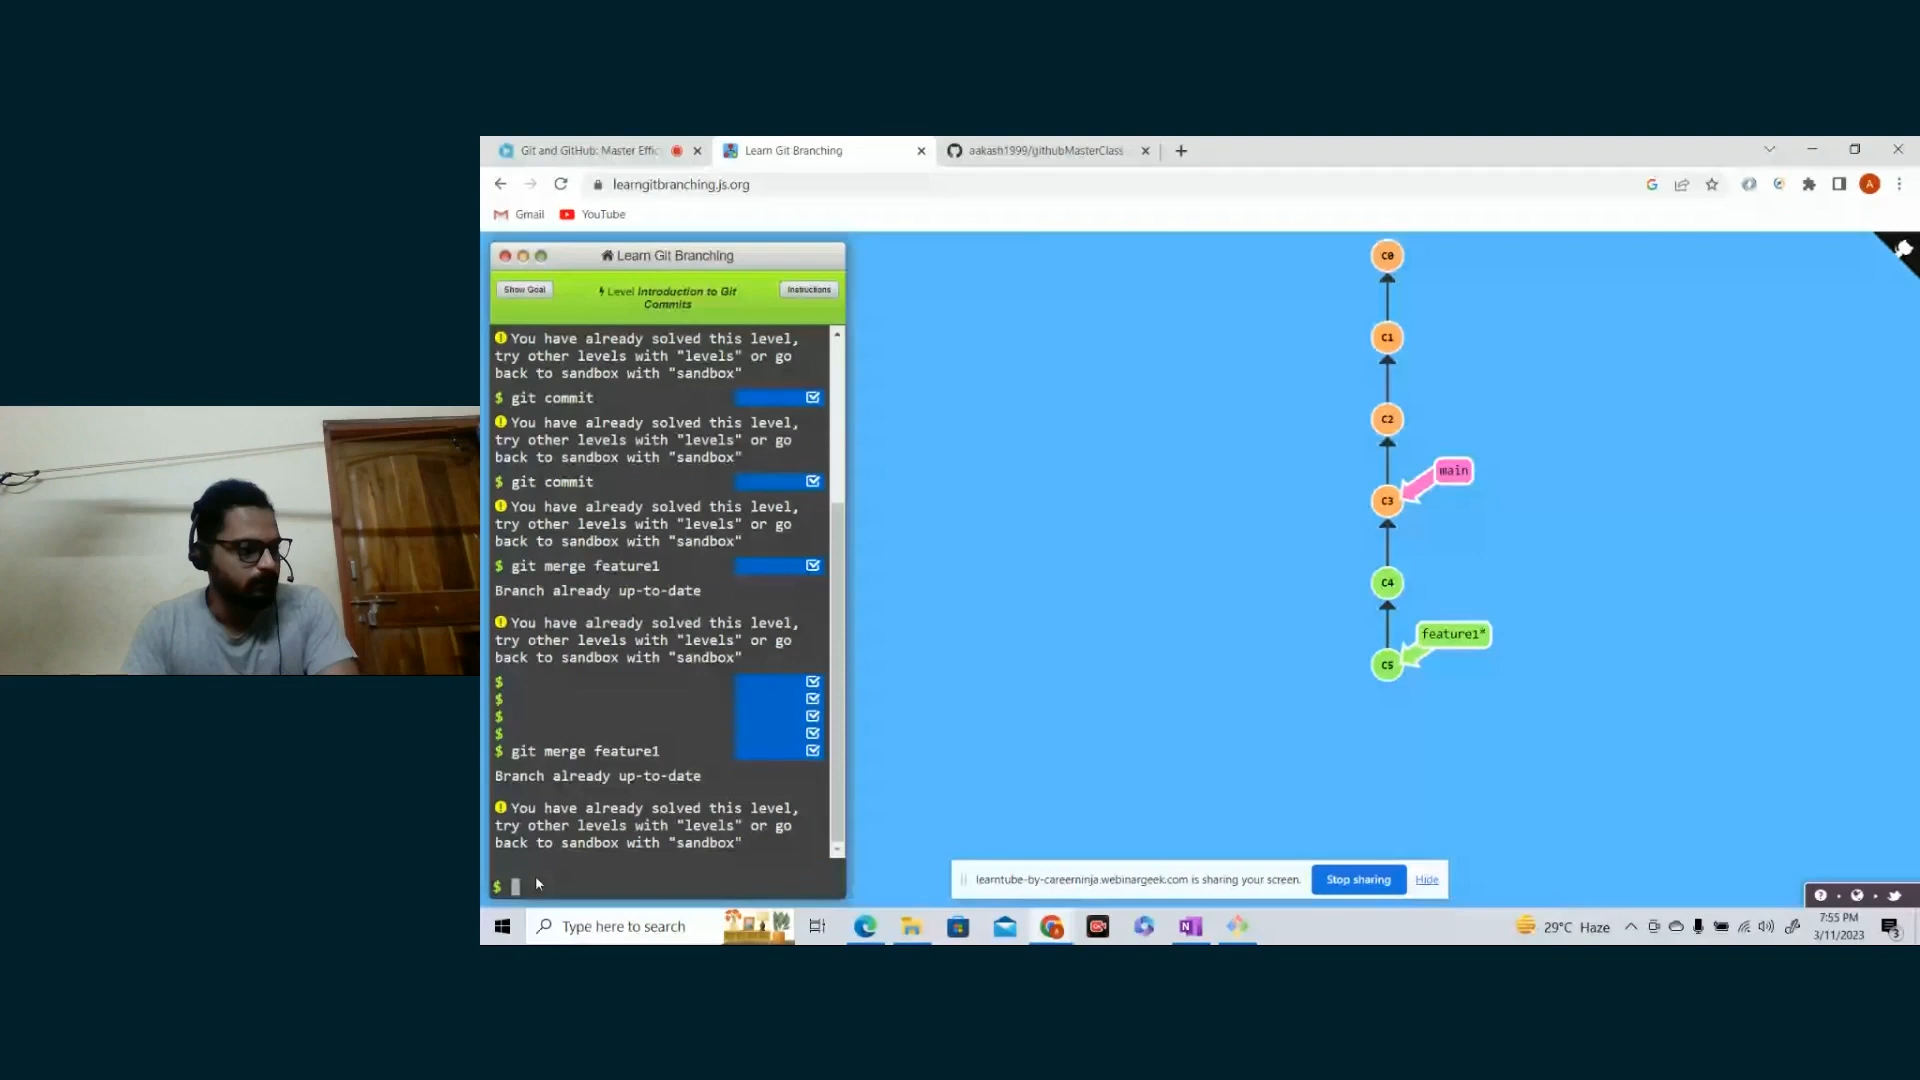 Git and GitHub: Master Effic
Learn Git Branching
aakash1999/githubMasterClass
learngitbranching.js.org
A
Gmail
YouTube
Learn Git Branching
Show Goal
Level Introduction to Git
Commits
Instructions
You have already solved this level,
try other levels with "levels" or go
back to sandbox with "sandbox"
$ git commit
You have already solved this level,
try other levels with "levels" or go
back to sandbox with "sandbox"
$ git commit
You have already solved this level,
try other levels with "levels" or go
back to sandbox with "sandbox"
$ git merge feature1
Branch already up-to-date
You have already solved this level,
try other levels with "levels" or go
back to sandbox with "sandbox"
$
$
$
$
$ git merge feature1
Branch already up-to-date
You have already solved this level,
try other levels with "levels" or go
back to sandbox with "sandbox"
$
C0
C1
C2
main
C3
C4
feature1*
C5
learntube-by-careerninja.webinargeek.com is sharing your screen.
Stop sharing
Hide
Type here to search
29°C Haze
7:55 PM
3/11/2023
3